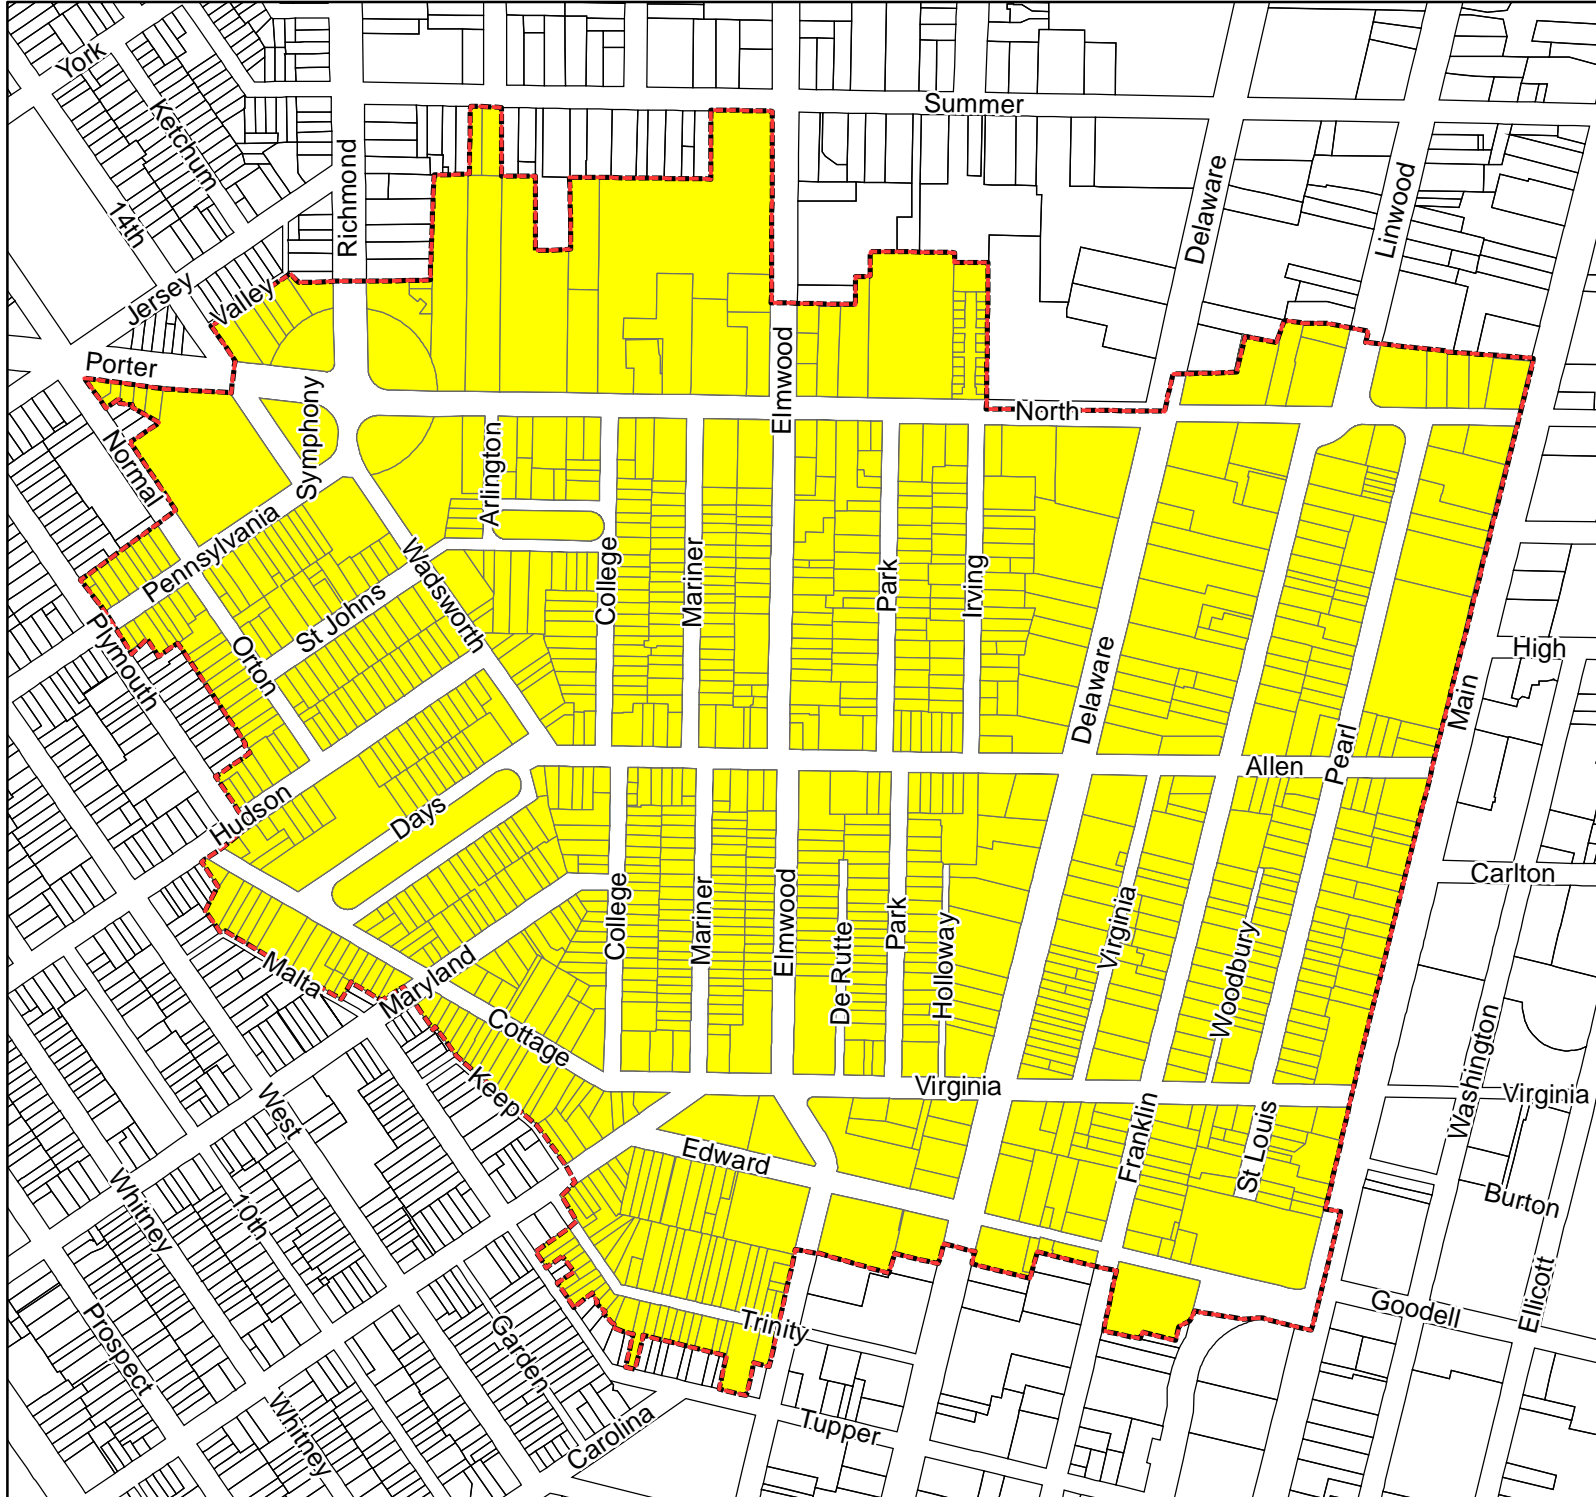 York
Summer
Ketchum
Richmond
14th
Delaware
Linwood
Jersey
Valley
Porter
Elmwood
Symphony
North
Normal
Arlington
Pennsylvania
Wadsworth
College
Mariner
Park
Irving
St Johns
Plymouth
Orton
Delaware
High
Main
Pearl
Allen
Hudson
Days
College
Mariner
Elmwood
De Rutte
Park
Holloway
Virginia
Woodbury
Carlton
Malta
Maryland
Cottage
Keep
Washington
Virginia
Virginia
West
Franklin
St Louis
Edward
Whitney
10th
Burton
Ellicott
Goodell
Prospect
Garden
Trinity
Whitney
Carolina
Tupper